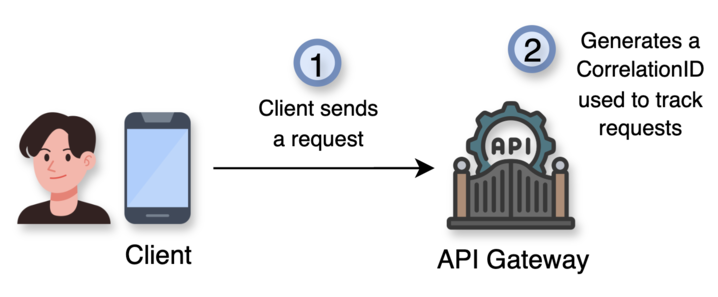 1
Client sends
a request
2
Generates a
CorrelationID
used to track
requests
API
Client
API Gateway